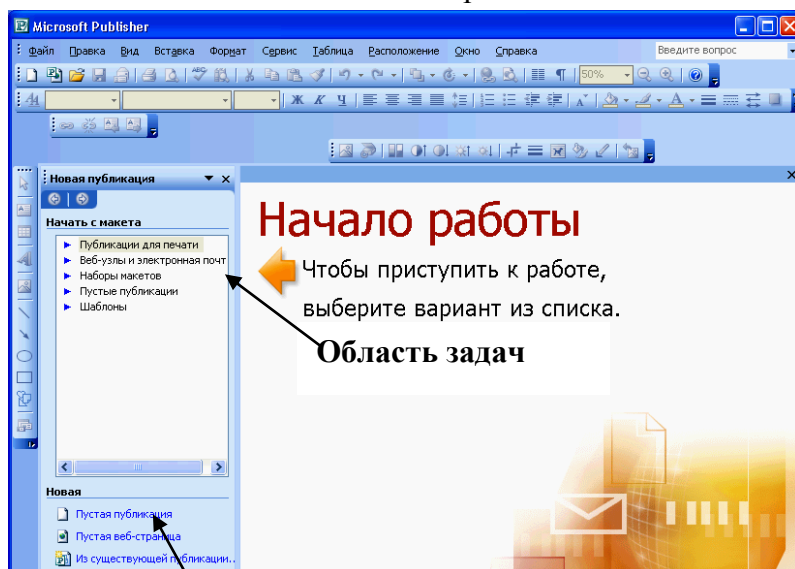 Microsoft Publisher
Файл Правка Вид Вставка Формат Сервис Таблица Расположение Окно Справка Введите вопрос
50%
Ж К Ч
Новая публикация
Начать с макета
Публикации для печати
Веб-узлы и электронная почт
Наборы макетов
Пустые публикации
Шаблоны
Начало работы
Чтобы приступить к работе,
выберите вариант из списка.
Область задач
Новая
Пустая публикация
Пустая веб-страница
Из существующей публикации..